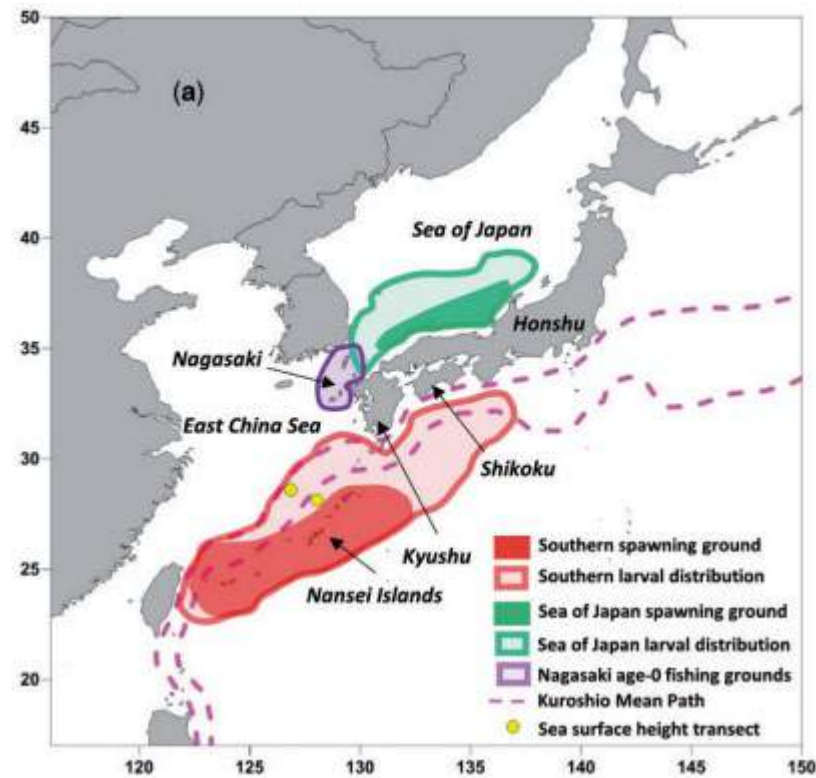 50
(a)
45
40
Sea of Japan
Honshu
35
Nagasaki
East China Sea
30
Shikoku
Kyushu
25
Nansei Islands
20
Southern spawning ground
Southern larval distribution
Sea of Japan spawning ground
Sea of Japan larval distribution
Nagasaki age-0 fishing grounds
Kuroshio Mean Path
Sea surface height transect
120 125 130 135 140 145 150